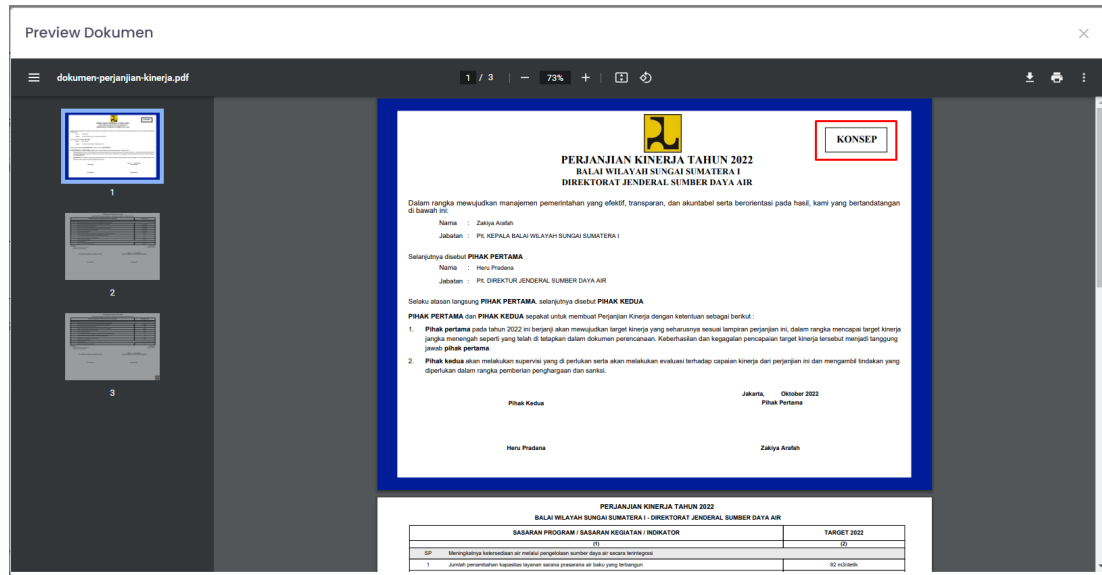 Preview Dokumen
dokumen-perjanjian-kinerja.pdf
1 / 3
73%
1
2
3
KONSEP
PERJANJIAN KINERJA TAHUN 2022
BALAI WILAYAH SUNGAI SUMATERA I
DIREKTORAT JENDERAL SUMBER DAYA AIR
Dalam rangka mewujudkan manajemen pemerintahan yang efektif, transparan, dan akuntabel serta berorientasi pada hasil, kami yang bertandatangan
di bawah ini:
Nama : Zakiya Arafah
Jabatan : Plt. KEPALA BALAI WILAYAH SUNGAI SUMATERA I
Selanjutnya disebut PIHAK PERTAMA
Nama : Heru Pradana
Jabatan : Plt. DIREKTUR JENDERAL SUMBER DAYA AIR
Selaku atasan langsung PIHAK PERTAMA. selanjutnya disebut PIHAK KEDUA
PIHAK PERTAMA dan PIHAK KEDUA sepakat untuk membuat Perjanjian Kinerja dengan ketentuan sebagai berikut :
1. Pihak pertama pada tahun 2022 ini berjanji akan mewujudkan target kinerja yang seharusnya sesuai lampiran perjanjian ini, dalam rangka mencapai target kinerja
jangka menengah seperti yang telah di tetapkan dalam dokumen perencanaan. Keberhasilan dan kegagalan pencapaian target kinerja tersebut menjadi tanggung
jawab pihak pertama.
2. Pihak kedua akan melakukan supervisi yang di perlukan serta akan melakukan evaluasi terhadap capaian kinerja dari perjanjian ini dan mengambil tindakan yang
diperlukan dalam rangka pemberian penghargaan dan sanksi.
Jakarta, Oktober 2022
Pihak Kedua Pihak Pertama
Heru Pradana Zakiya Arafah
PERJANJIAN KINERJA TAHUN 2022
BALAI WILAYAH SUNGAI SUMATERA I - DIREKTORAT JENDERAL SUMBER DAYA AIR
SASARAN PROGRAM / SASARAN KEGIATAN / INDIKATOR TARGET 2022
(1) (2)
SP Meningkatnya ketersediaan air melalui pengelolaan sumber daya air secara terintegrasi
1 Jumlah penambahan kapasitas layanan sarana prasarana air baku yang terbangun 82 m3/detik